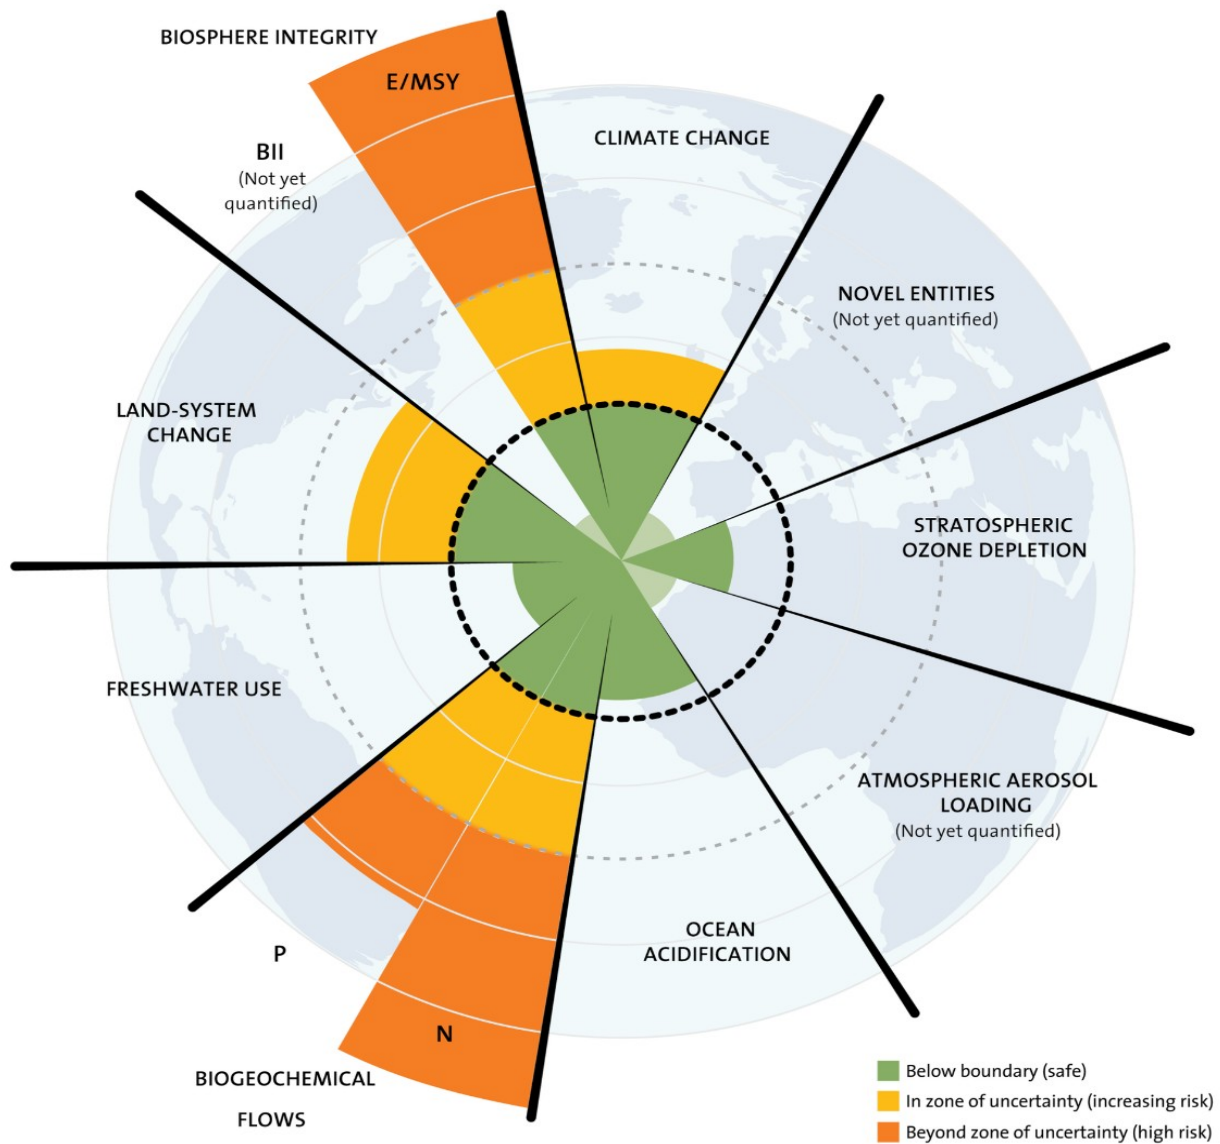 BIOSPHERE INTEGRITY
E/MSY
BII
(Not yet
quantified)
CLIMATE CHANGE
NOVEL ENTITIES
(Not yet quantified)
LAND-SYSTEM
CHANGE
STRATOSPHERIC
OZONE DEPLETION
FRESHWATER USE
ATMOSPHERIC AEROSOL
LOADING
(Not yet quantified)
P
OCEAN
ACIDIFICATION
N
BIOGEOCHEMICAL
FLOWS
Below boundary (safe)
In zone of uncertainty (increasing risk)
Beyond zone of uncertainty (high risk)